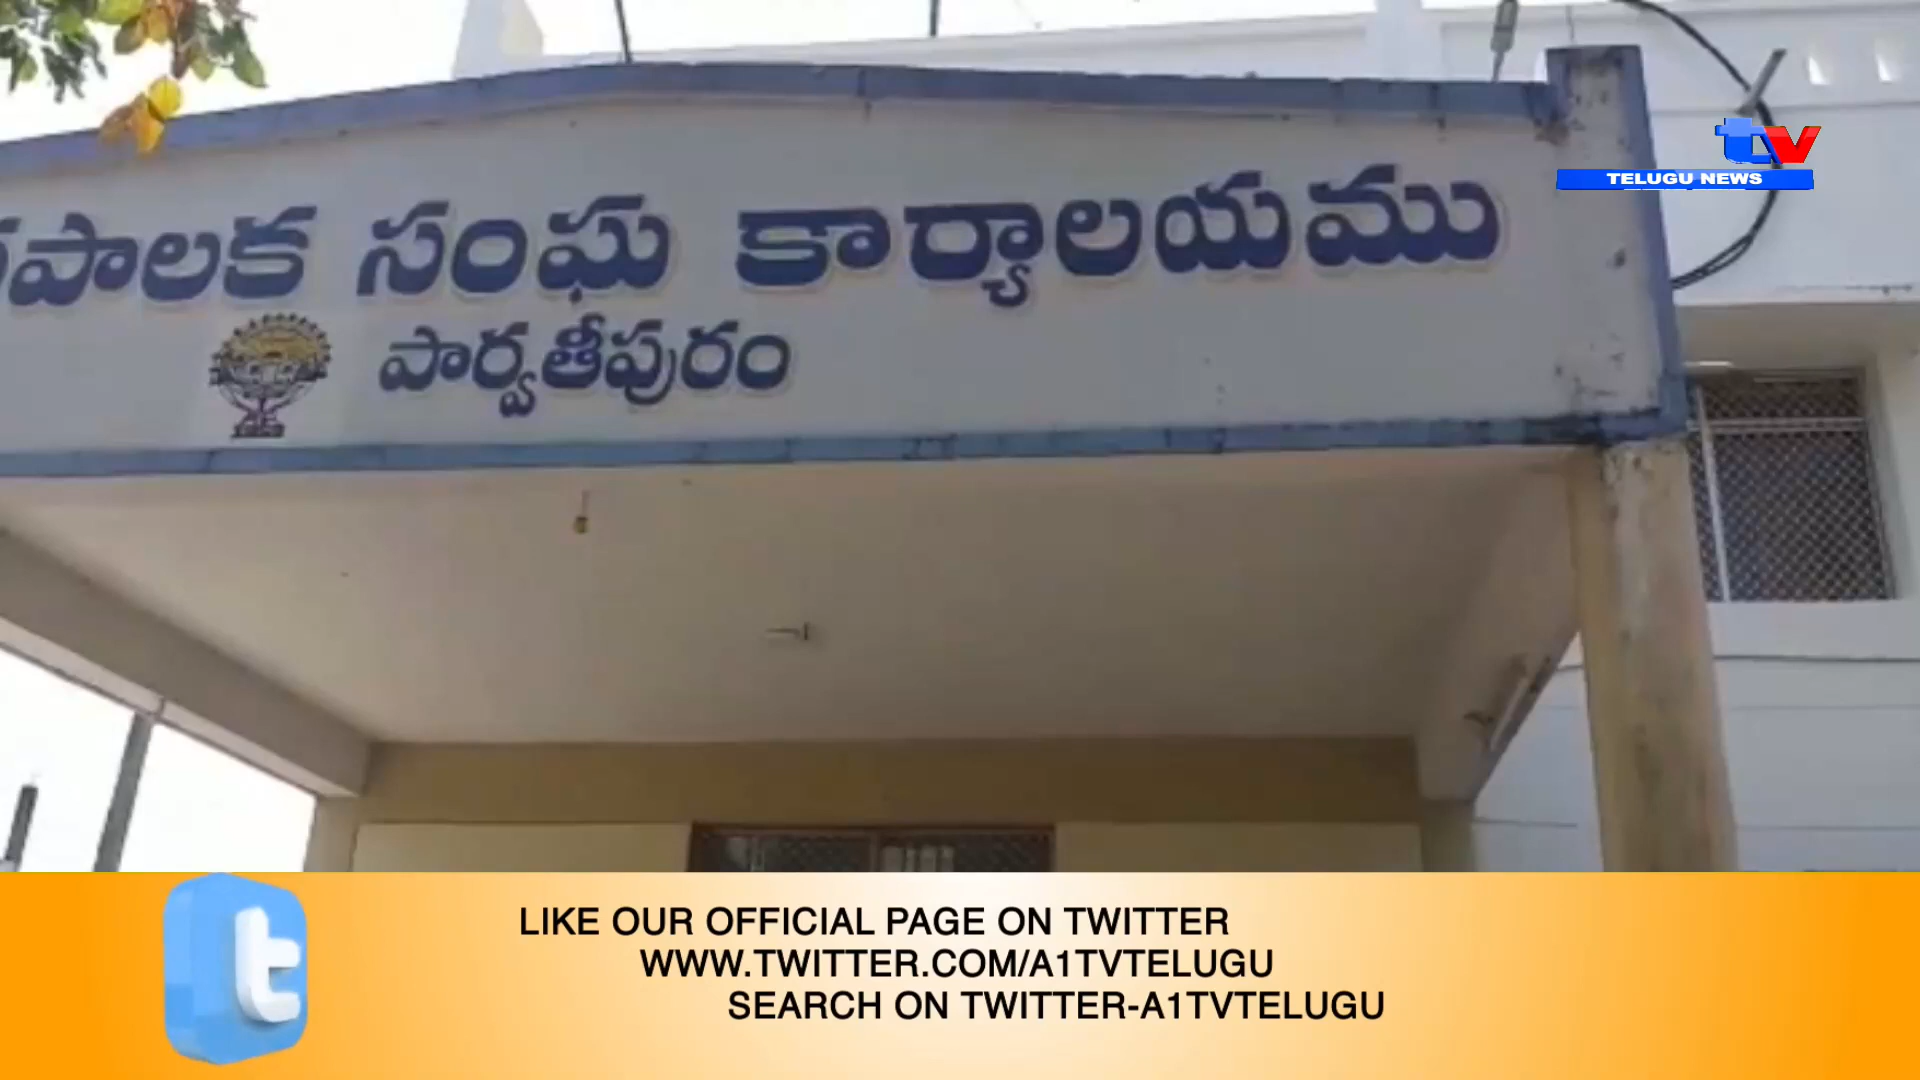 tv
TELUGU NEWS
పాలక సంఘ కార్యాలయము
పార్వతీపురం
LIKE OUR OFFICIAL PAGE ON TWITTER
WWW.TWITTER.COM/A1TVTELUGU
SEARCH ON TWITTER-A1TVTELUGU